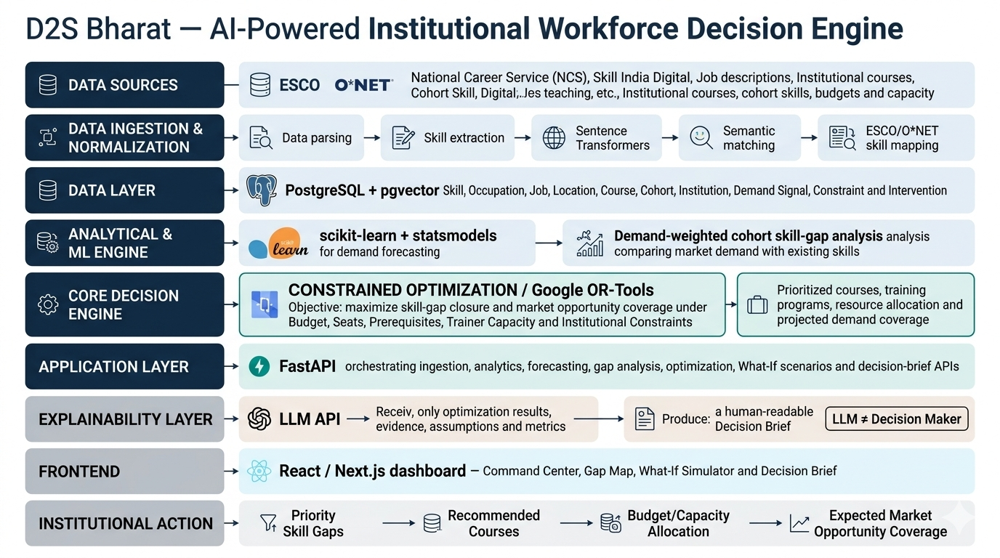 D2S Bharat — AI-Powered Institutional Workforce Decision Engine
DATA SOURCES
ESCO O*NET
National Career Service (NCS), Skill India Digital, Job descriptions, Institutional courses,
Cohort Skill, Digital;..Jes teaching, etc., Institutional courses, cohort skills, budgets and capacity
DATA INGESTION &
NORMALIZATION
Data parsing
Skill extraction
Sentence
Transformers
Semantic
matching
ESCO/O*NET
skill mapping
DATA LAYER
PostgreSQL + pgvector Skill, Occupation, Job, Location, Course, Cohort, Institution, Demand Signal, Constraint and Intervention
ANALYTICAL &
ML ENGINE
scikit
learn
scikit-learn + statsmodels
for demand forecasting
Demand-weighted cohort skill-gap analysis analysis
comparing market demand with existing skills
CORE DECISION
ENGINE
CONSTRAINED OPTIMIZATION / Google OR-Tools
Objective: maximize skill-gap closure and market opportunity coverage under
Budget, Seats, Prerequisites, Trainer Capacity and Institutional Constraints
Prioritized courses, training
programs, resource allocation and
projected demand coverage
APPLICATION LAYER
FastAPI orchestrating ingestion, analytics, forecasting, gap analysis, optimization, What-If scenarios and decision-brief APIs
EXPLAINABILITY LAYER
LLM API
Receiv, only optimization results,
evidence, assumptions and metrics
Produce:
a human-readable
Decision Brief
LLM ≠ Decision Maker
FRONTEND
React / Next.js dashboard — Command Center, Gap Map, What-If Simulator and Decision Brief
INSTITUTIONAL ACTION
Priority
Skill Gaps
Recommended
Courses
Budget/Capacity
Allocation
Expected Market
Opportunity Coverage